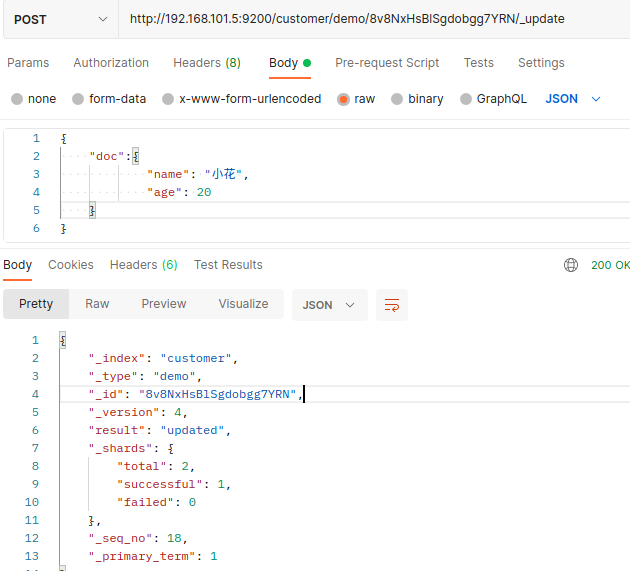 POST http://192.168.101.5:9200/customer/demo/8v8NxHsBlSgdobgg7YRN/_update
Params Authorization Headers (8) Body Pre-request Script Tests Settings
none form-data x-www-form-urlencoded raw binary GraphQL JSON
1 {
2 "doc":{
3 "name": "小花",
4 "age": 20
5 }
6 }
Body Cookies Headers (6) Test Results 200 OK
Pretty Raw Preview Visualize JSON
1 {
2 "_index": "customer",
3 "_type": "demo",
4 "_id": "8v8NxHsBlSgdobgg7YRN",
5 "_version": 4,
6 "result": "updated",
7 "_shards": {
8 "total": 2,
9 "successful": 1,
10 "failed": 0
11 },
12 "_seq_no": 18,
13 "_primary_term": 1